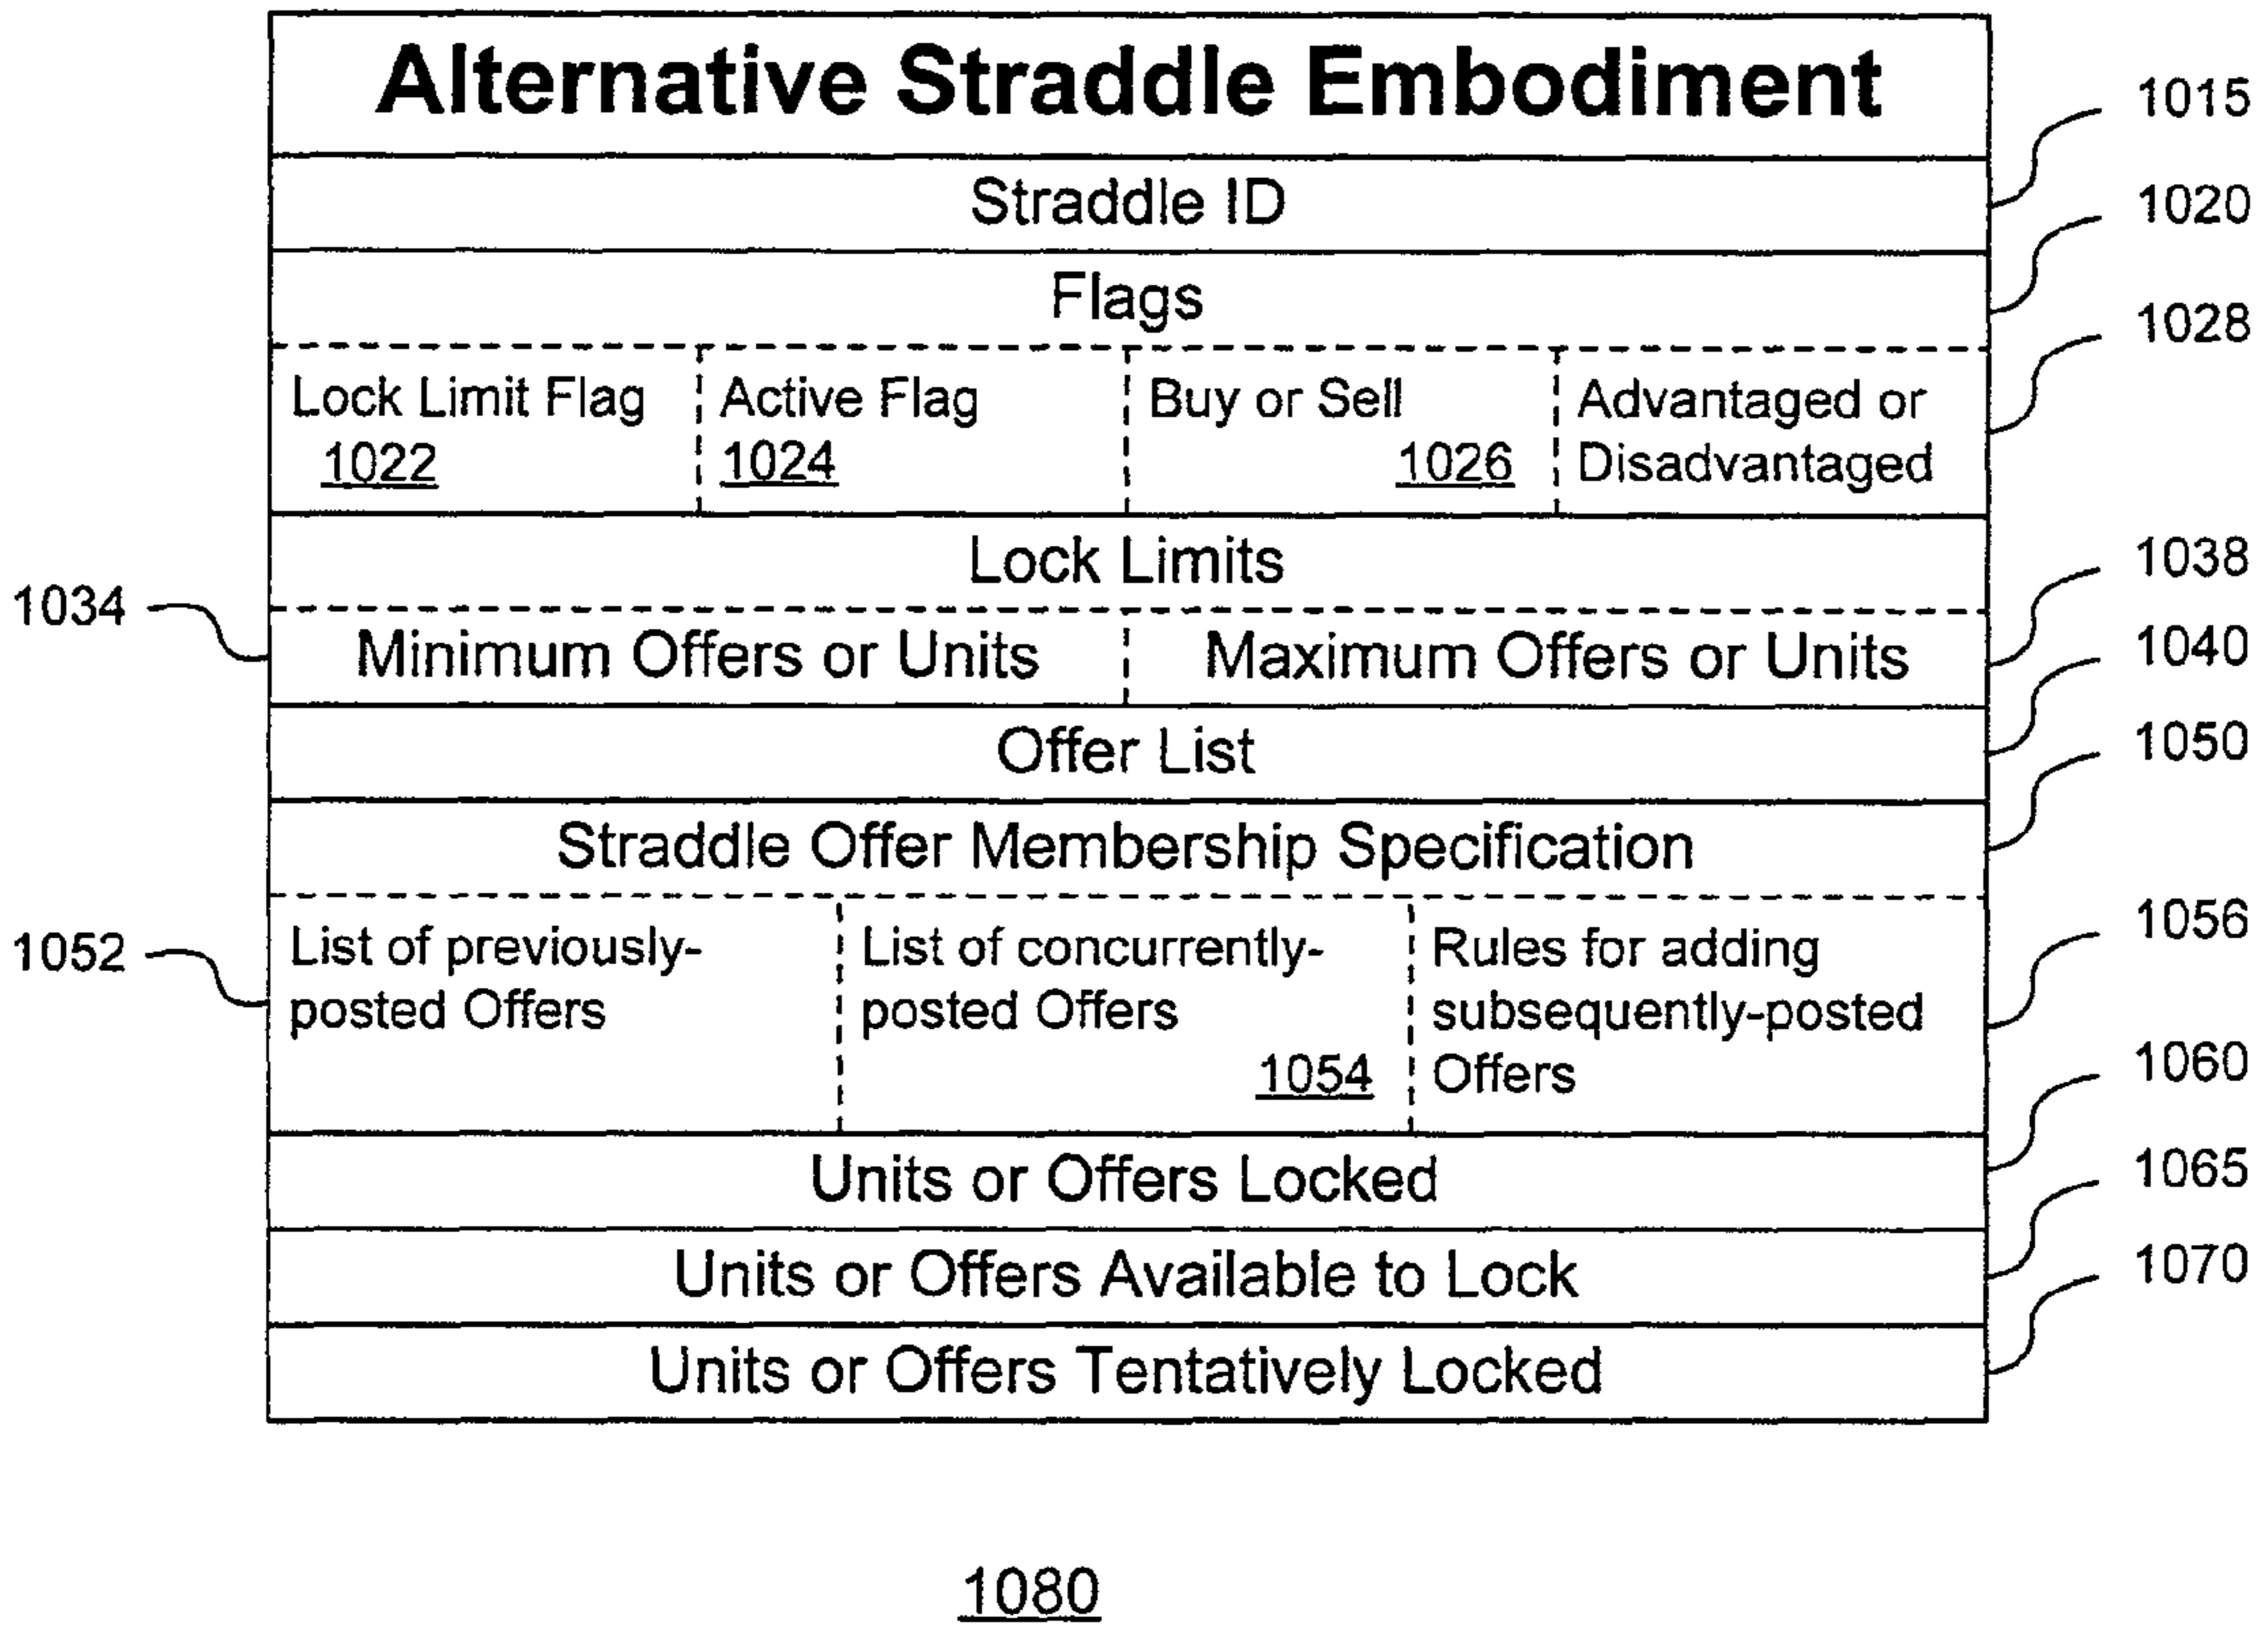 Alternative Straddle Embodiment
1015
Straddle ID
1020
Flags
1028
Lock Limit Flag
1022
Active Flag
1024
Buy or Sell
1026
Advantaged or
Disadvantaged
Lock Limits
1038
1034
Minimum Offers or Units
Maximum Offers or Units
1040
Offer List
1050
Straddle Offer Membership Specification
1056
1052
List of previously-
posted Offers
List of concurrently-
posted Offers
1054
Rules for adding
subsequently-posted
Offers
1060
Units or Offers Locked
1065
Units or Offers Available to Lock
1070
Units or Offers Tentatively Locked
1080